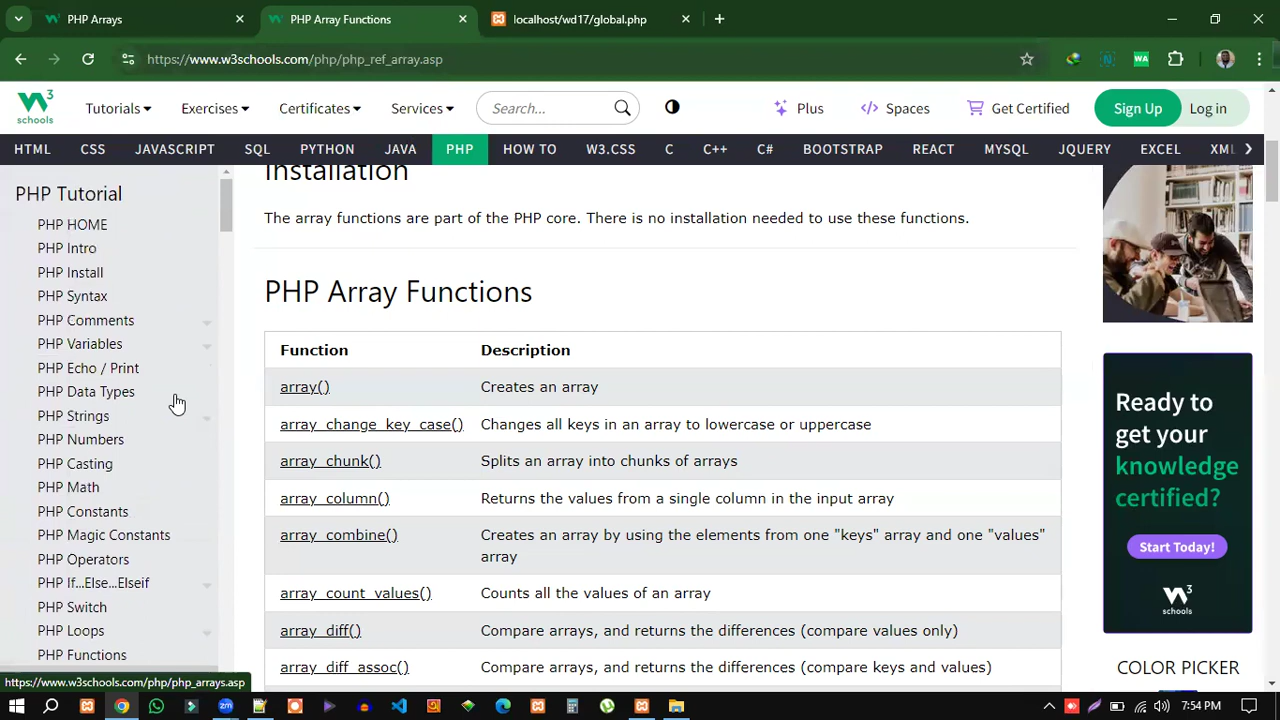 PHP Arrays
PHP Array Functions
localhost/wd17/global.php
https://www.w3schools.com/php/php_ref_array.asp
WA
W3
schools
Tutorials
Exercises
Certificates
Services
Search...
Plus
Spaces
Get Certified
Sign Up
Log in
HTML CSS JAVASCRIPT SQL PYTHON JAVA PHP HOW TO W3.CSS C C++ C# BOOTSTRAP REACT MYSQL JQUERY EXCEL XML
PHP Tutorial
PHP HOME
PHP Intro
PHP Install
PHP Syntax
PHP Comments
PHP Variables
PHP Echo / Print
PHP Data Types
PHP Strings
PHP Numbers
PHP Casting
PHP Math
PHP Constants
PHP Magic Constants
PHP Operators
PHP If...Else...Elseif
PHP Switch
PHP Loops
PHP Functions
https://www.w3schools.com/php/php_arrays.asp
Installation
The array functions are part of the PHP core. There is no installation needed to use these functions.
PHP Array Functions
Function Description
array() Creates an array
array_change_key_case() Changes all keys in an array to lowercase or uppercase
array_chunk() Splits an array into chunks of arrays
array_column() Returns the values from a single column in the input array
array_combine() Creates an array by using the elements from one "keys" array and one "values"
array
array_count_values() Counts all the values of an array
array_diff() Compare arrays, and returns the differences (compare values only)
array_diff_assoc() Compare arrays, and returns the differences (compare keys and values)
Ready to
get your
knowledge
certified?
Start Today!
W3
schools
COLOR PICKER
7:54 PM